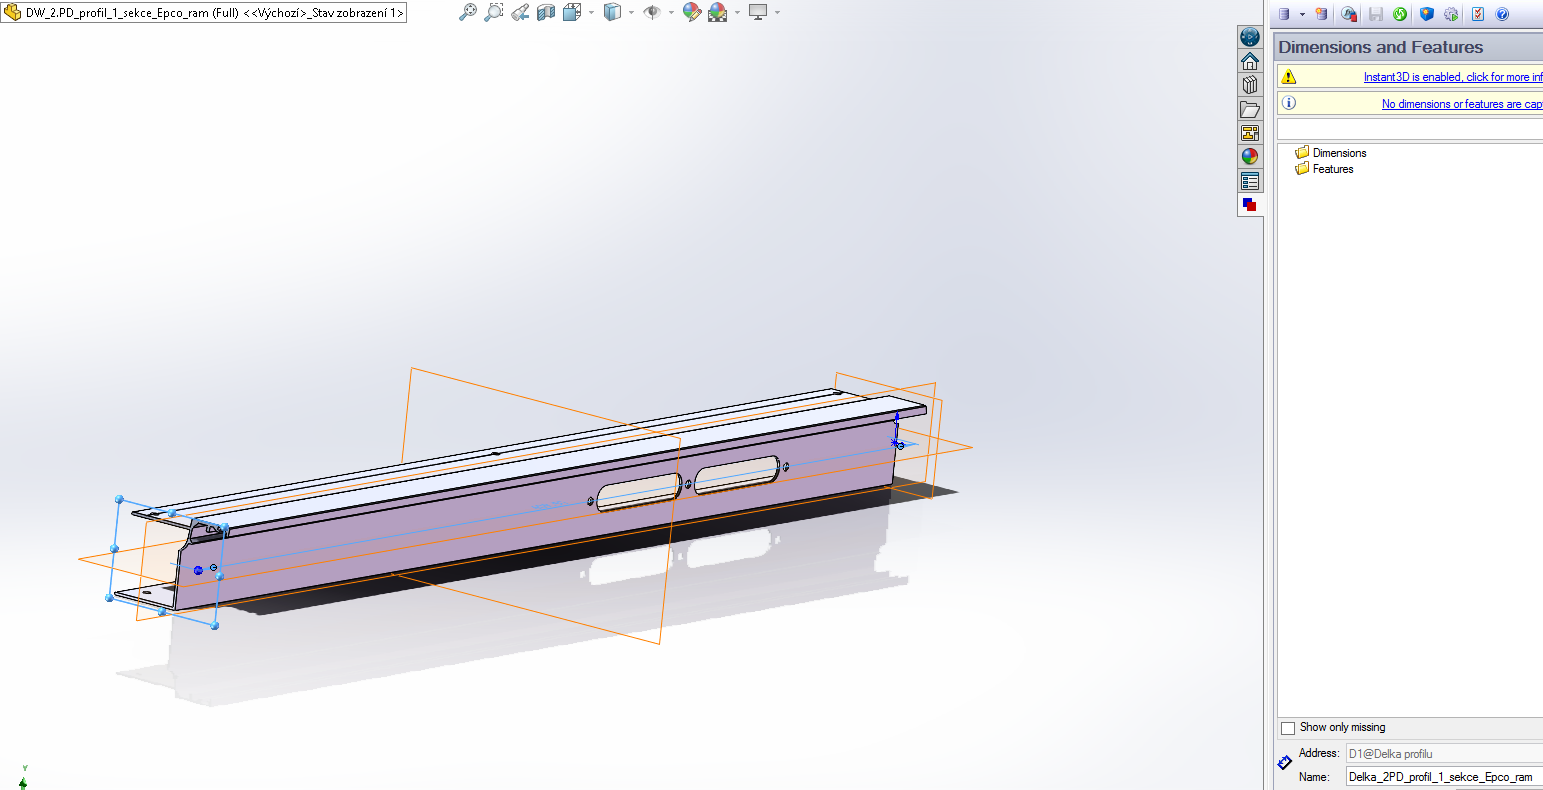 DW_2.PD_profil_1_sekce_Epco_ram (Full) <<Výchozí>_Stav zobrazení 1>
Dimensions and Features
Instant3D is enabled, click for more inf
No dimensions or features are cap
Dimensions
Features
Show only missing
Address: D1@Delka profilu
Name: Delka_2PD_profil_1_sekce_Epco_ram
Y